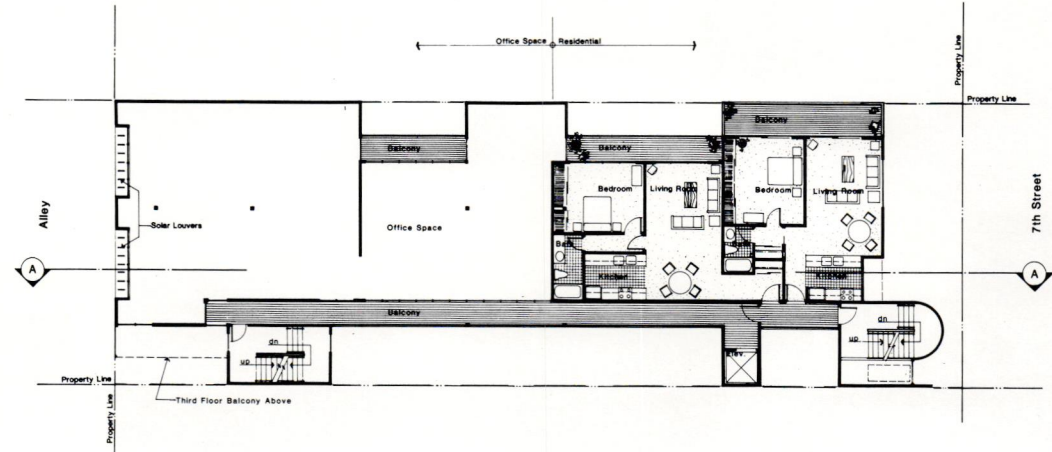 Office Space Residential
Property Line
Property Line
Balcony
Balcony
Balcony
Bedroom
Living Room
Bedroom
Living Room
Alley
Solar Louvers
Office Space
7th Street
Bath
Bath
A
A
Kitchen
Kitchen
Balcony
dn
up
dn
up
Elev.
Property Line
Third Floor Balcony Above
Property Line